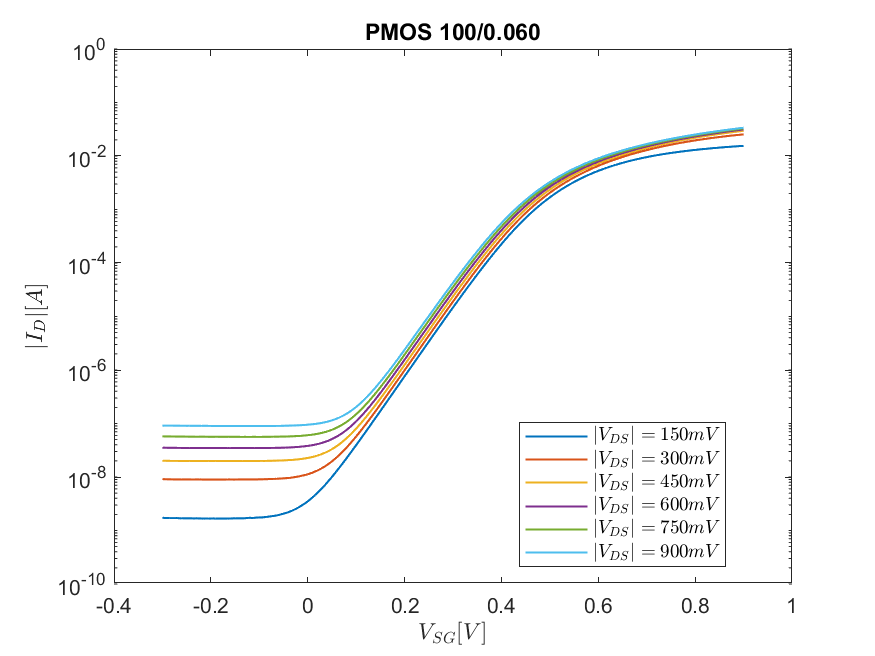 PMOS 100/0.060
10^0
10^-2
10^-4
10^-6
10^-8
10^-10
|I_D|[A]
|V_DS| = 150mV
|V_DS| = 300mV
|V_DS| = 450mV
|V_DS| = 600mV
|V_DS| = 750mV
|V_DS| = 900mV
-0.4 -0.2 0 0.2 0.4 0.6 0.8 1
V_SG[V]